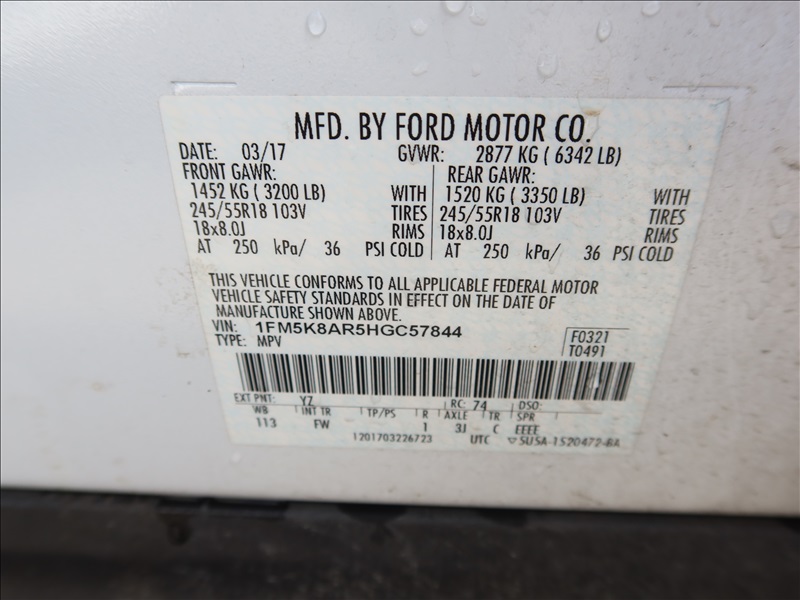 MFD. BY FORD MOTOR CO.
DATE: 03/17 GVWR: 2877 KG ( 6342 LB)
FRONT GAWR: REAR GAWR:
1452 KG ( 3200 LB) WITH 1520 KG ( 3350 LB) WITH
245/55R18 103V TIRES 245/55R18 103V TIRES
18x8.0J RIMS 18x8.0J RIMS
AT 250 kPa/ 36 PSI COLD AT 250 kPa/ 36 PSI COLD
THIS VEHICLE CONFORMS TO ALL APPLICABLE FEDERAL MOTOR
VEHICLE SAFETY STANDARDS IN EFFECT ON THE DATE OF
MANUFACTURE SHOWN ABOVE.
VIN: 1FM5K8AR5HGC57844 F0321
TYPE: MPV T0491
EXT PNT: YZ RC: 74 DSO:
WB INT TR TP/PS R AXLE TR SPR
113 FW 1 3J C EEEE
1201703226723 UTC 5U5A-1520472-BA